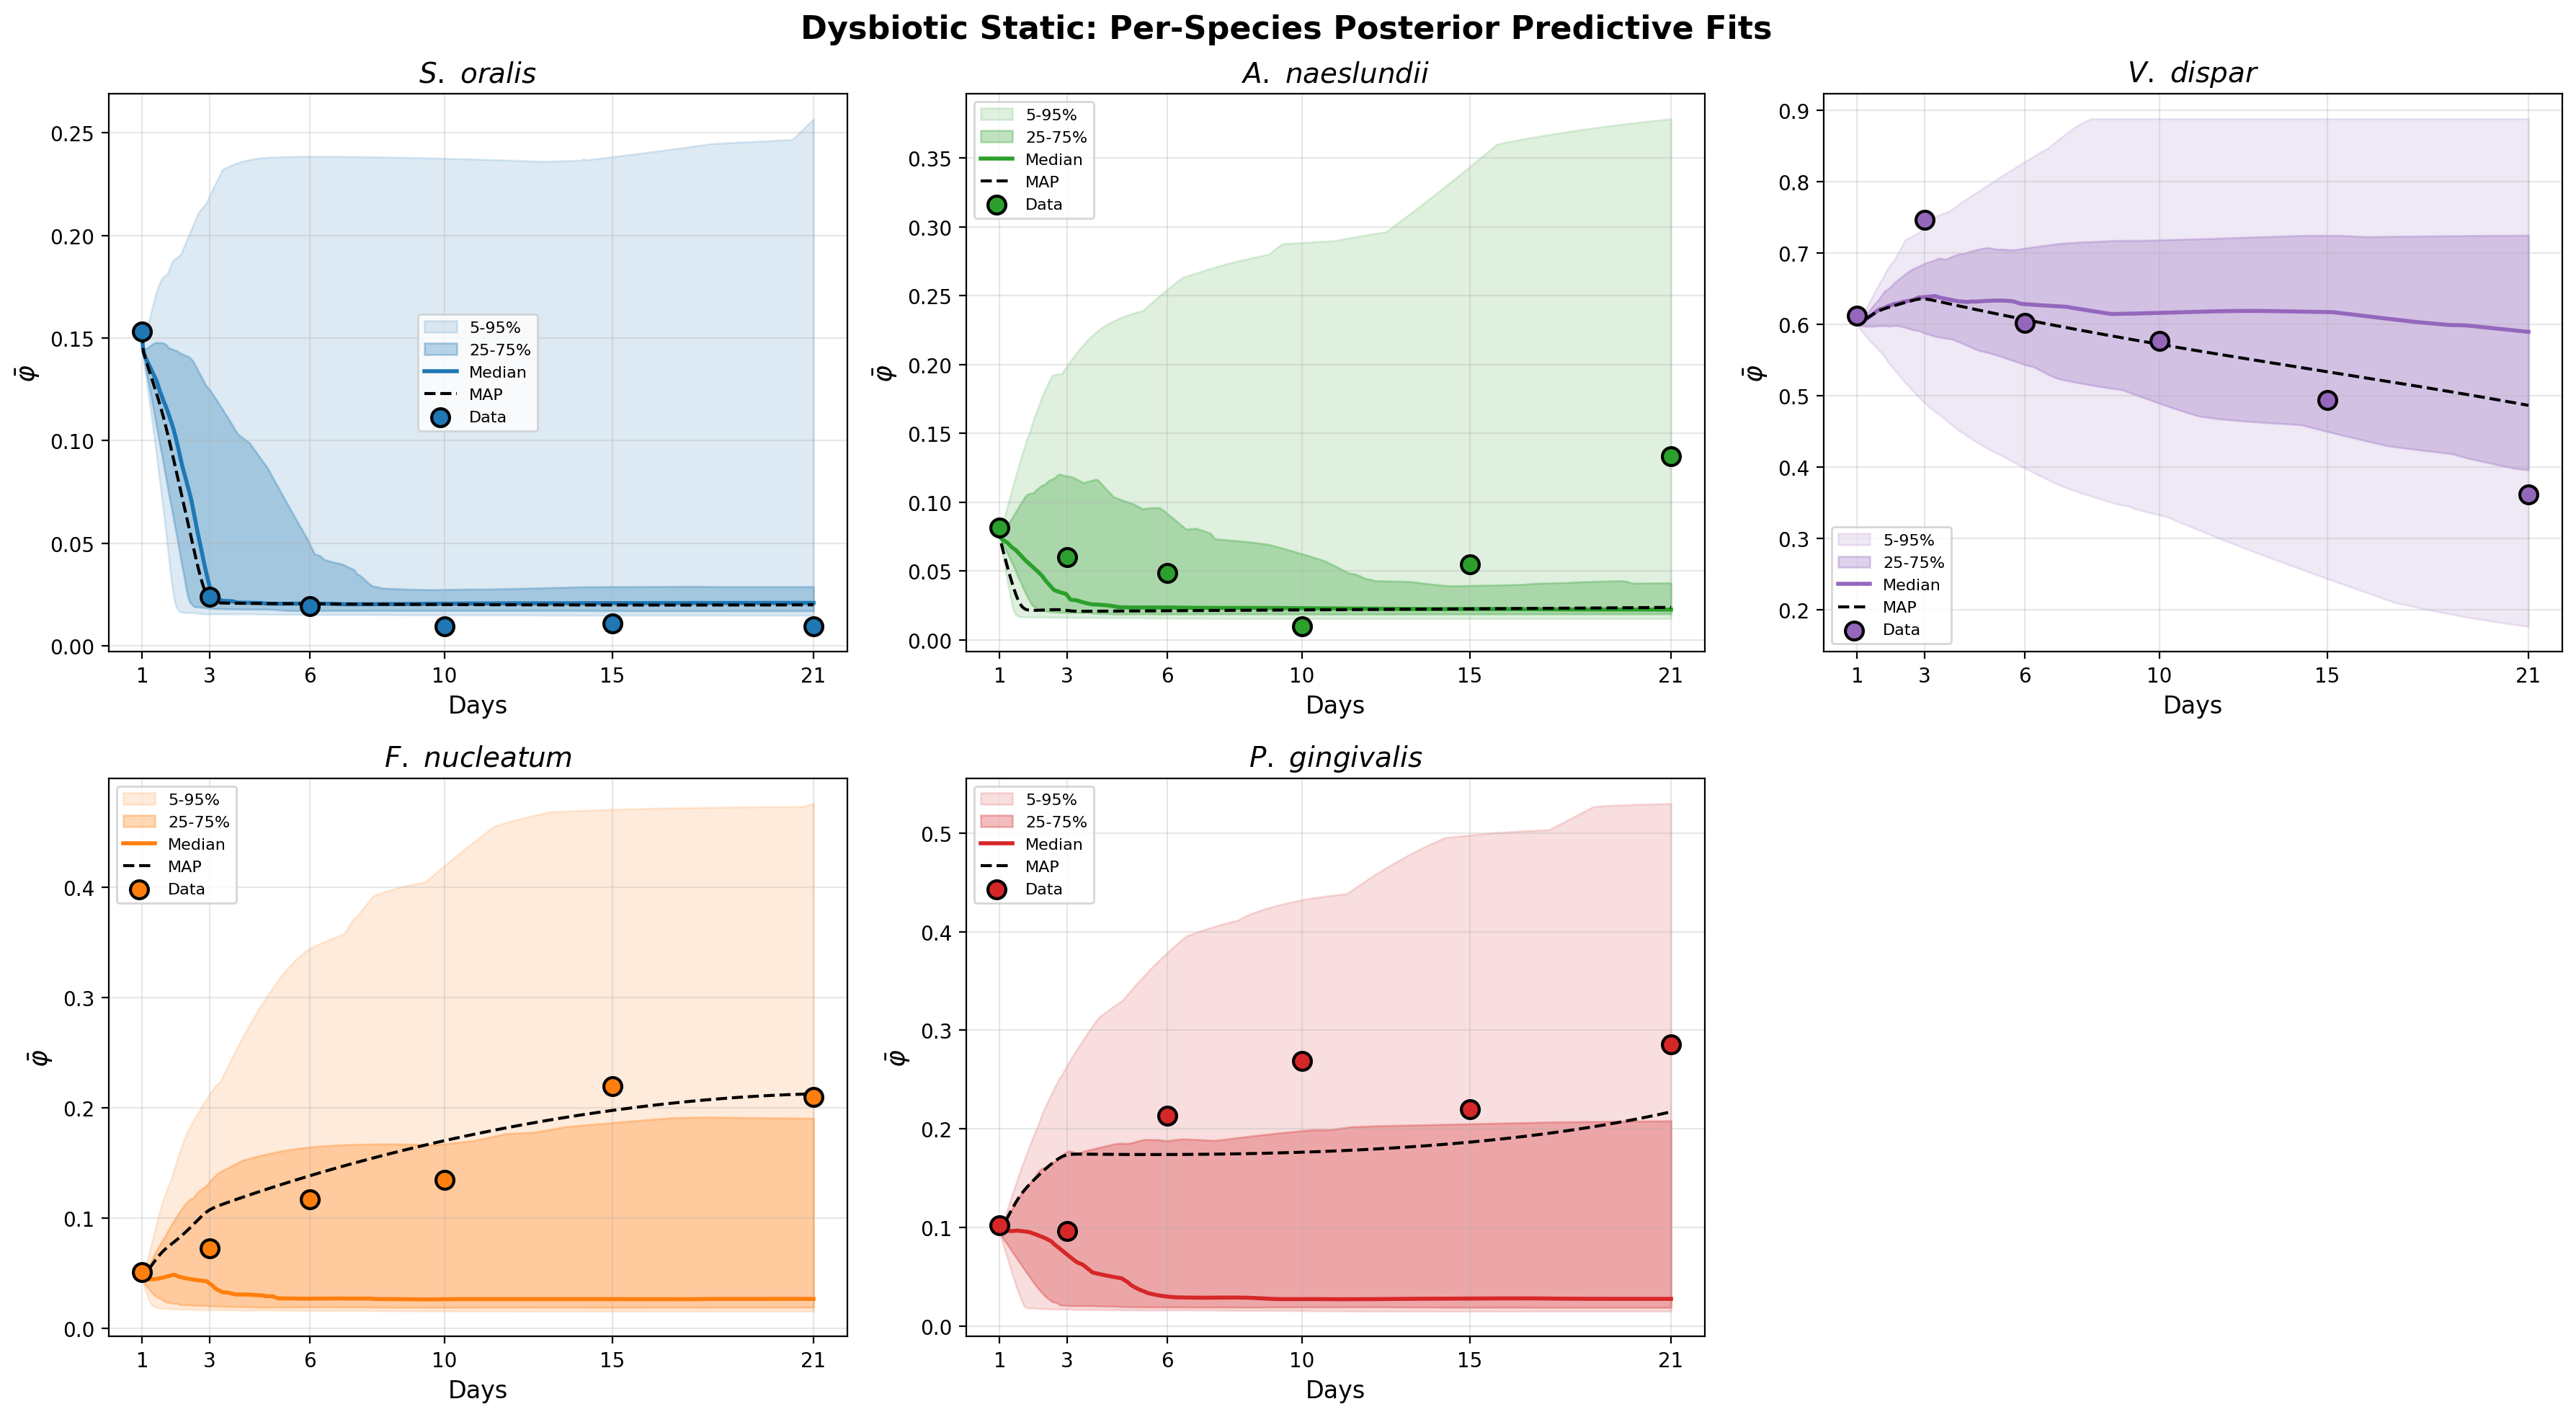 Dysbiotic Static: Per-Species Posterior Predictive Fits
S. oralis
0.25
0.20
0.15
0.10
0.05
0.00
φ̄
5-95%
25-75%
Median
MAP
Data
1 3 6 10 15 21
Days
A. naeslundii
0.35
0.30
0.25
0.20
0.15
0.10
0.05
0.00
φ̄
5-95%
25-75%
Median
MAP
Data
1 3 6 10 15 21
Days
V. dispar
0.9
0.8
0.7
0.6
0.5
0.4
0.3
0.2
φ̄
5-95%
25-75%
Median
MAP
Data
1 3 6 10 15 21
Days
F. nucleatum
0.4
0.3
0.2
0.1
0.0
φ̄
5-95%
25-75%
Median
MAP
Data
1 3 6 10 15 21
Days
P. gingivalis
0.5
0.4
0.3
0.2
0.1
0.0
φ̄
5-95%
25-75%
Median
MAP
Data
1 3 6 10 15 21
Days